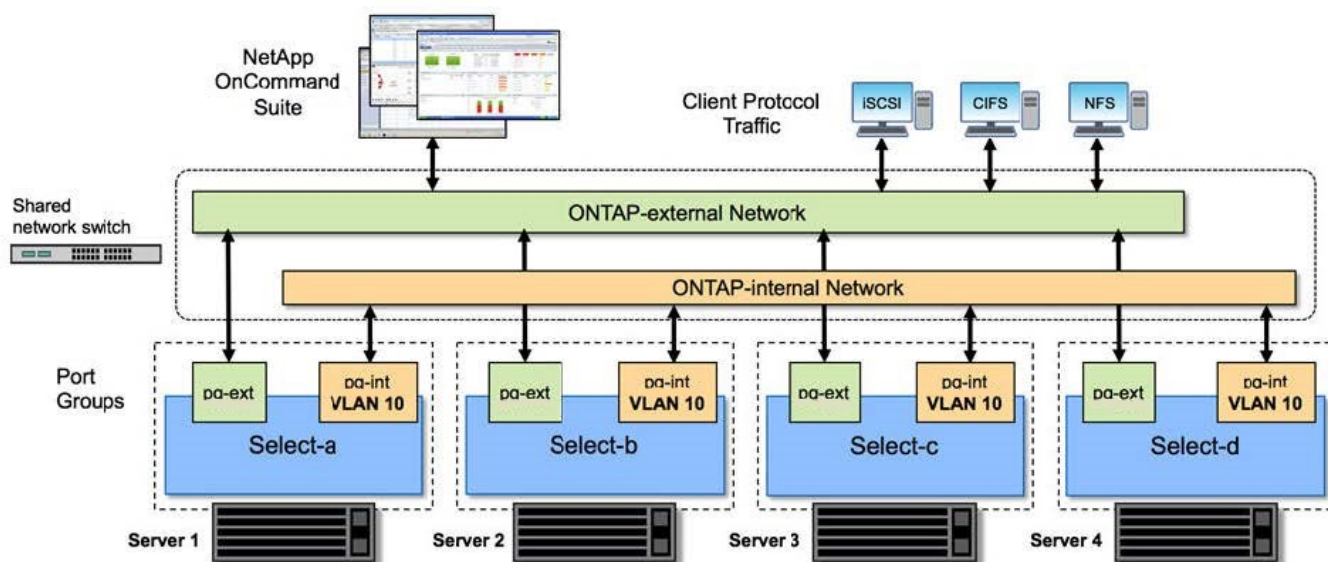 NetApp
OnCommand
Suite
Client Protocol
Traffic
iSCSI
CIFS
NFS
Shared
network switch
ONTAP-external Network
ONTAP-internal Network
Port
Groups
pg-ext
pg-int
VLAN 10
Select-a
pg-ext
pg-int
VLAN 10
Select-b
pg-ext
pg-int
VLAN 10
Select-c
pg-ext
pg-int
VLAN 10
Select-d
Server 1
Server 2
Server 3
Server 4